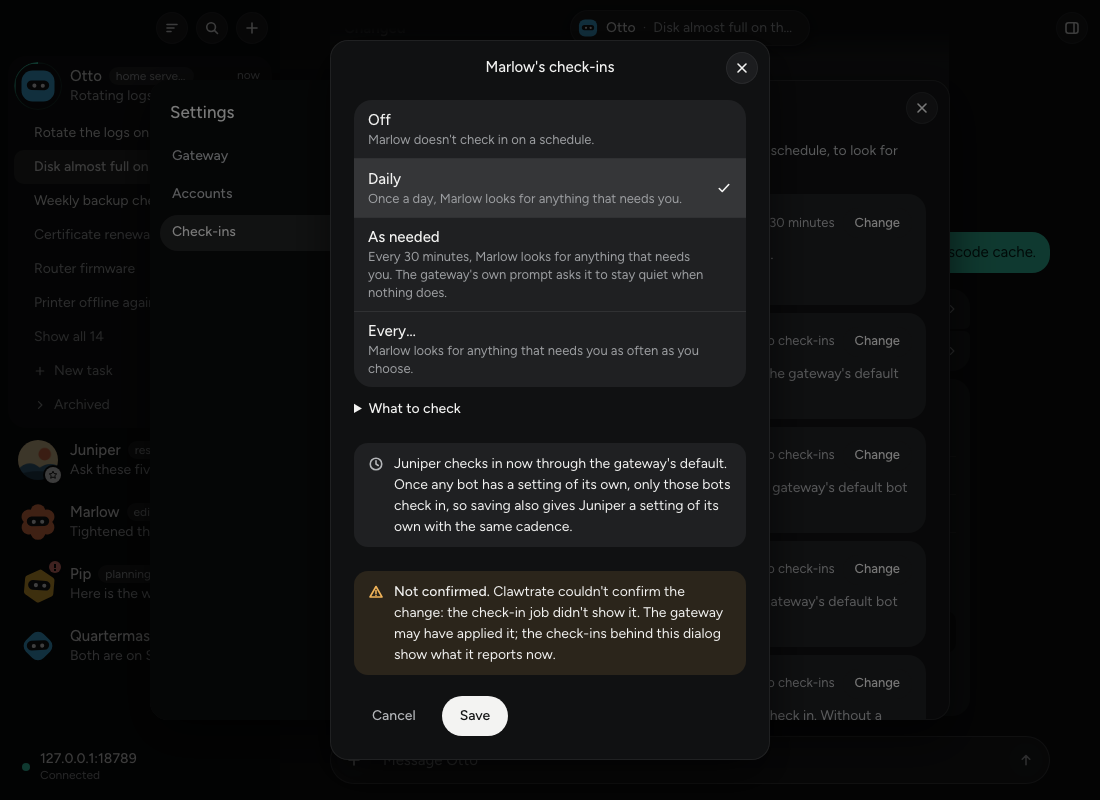 Otto
Disk almost full on th...
Otto
home serve...
now
Rotating logs
Rotate the logs on
Disk almost full on
Weekly backup che
Certificate renewa
Router firmware
Printer offline again
Show all 14
New task
Archived
Juniper
res
Ask these five
Marlow
edi
Tightened th
Pip
planning
Here is the w
Quartermas
Both are on S
127.0.0.1:18789
Connected
Settings
Gateway
Accounts
Check-ins
schedule, to look for
30 minutes
Change
scode cache.
o check-ins
Change
he gateway's default
o check-ins
Change
gateway's default bot
o check-ins
Change
ateway's default bot
o check-ins
Change
heck in. Without a
Message Otto
Marlow's check-ins
Off
Marlow doesn't check in on a schedule.
Daily
Once a day, Marlow looks for anything that needs you.
As needed
Every 30 minutes, Marlow looks for anything that needs
you. The gateway's own prompt asks it to stay quiet when
nothing does.
Every...
Marlow looks for anything that needs you as often as you
choose.
What to check
Juniper checks in now through the gateway's default.
Once any bot has a setting of its own, only those bots
check in, so saving also gives Juniper a setting of its
own with the same cadence.
Not confirmed. Clawtrate couldn't confirm the
change: the check-in job didn't show it. The gateway
may have applied it; the check-ins behind this dialog
show what it reports now.
Cancel
Save